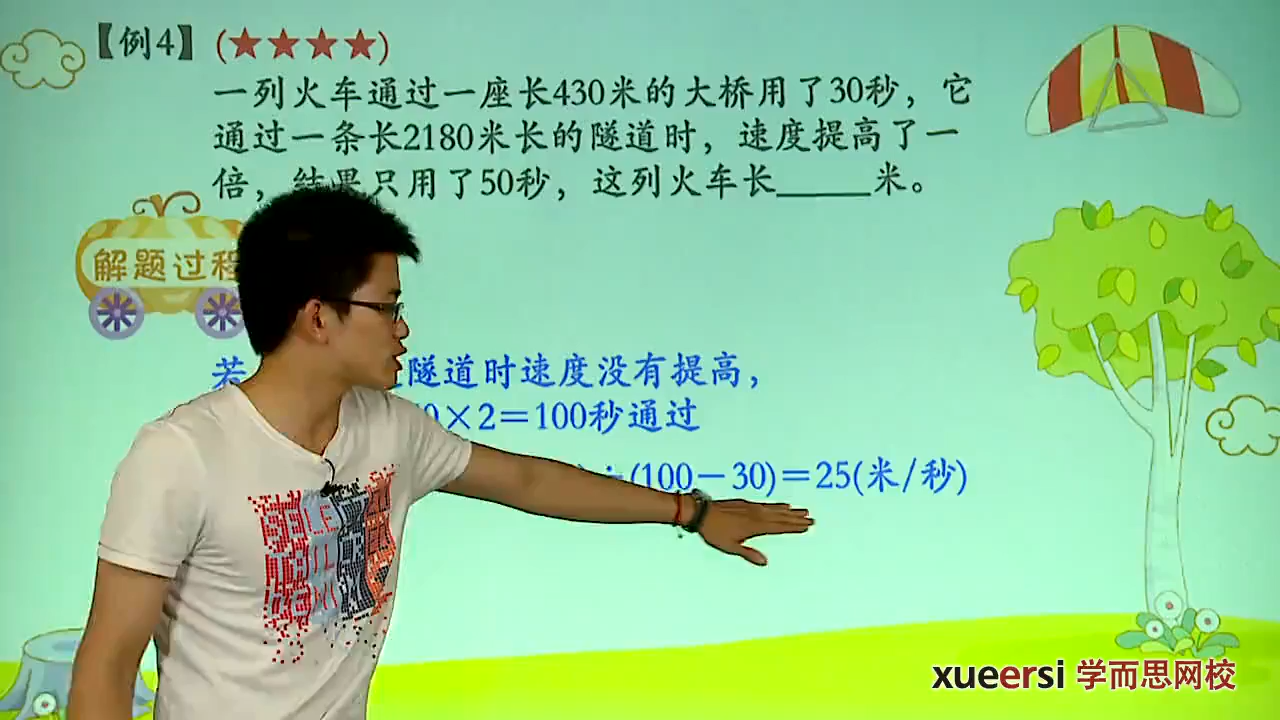 【例4】(★★★★)
一列火车通过一座长430米的大桥用了30秒，它
通过一条长2180米长的隧道时，速度提高了一
倍，结果只用了50秒，这列火车长_____米。
解题过程
若 隧道时速度没有提高，
0×2＝100秒通过
÷(100－30)＝25(米/秒)
xueersi 学而思网校